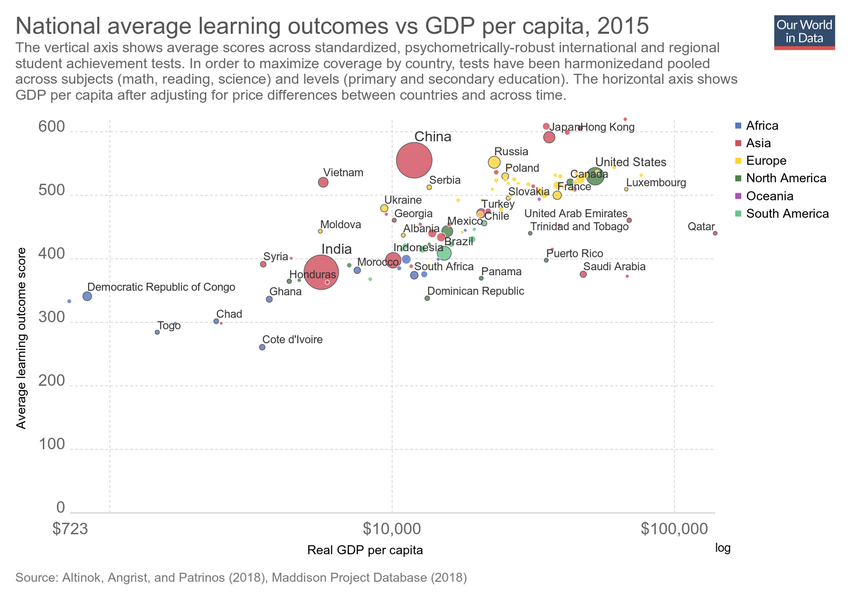 National average learning outcomes vs GDP per capita, 2015
Our World
in Data
The vertical axis shows average scores across standardized, psychometrically-robust international and regional
student achievement tests. In order to maximize coverage by country, tests have been harmonizedand pooled
across subjects (math, reading, science) and levels (primary and secondary education). The horizontal axis shows
GDP per capita after adjusting for price differences between countries and across time.
600
Japan
Hong Kong
Africa
China
Asia
Russia
Europe
United States
Vietnam
Poland
Canada
North America
Serbia
Luxembourg
500
Slovakia
France
Oceania
Ukraine
Turkey
South America
Georgia
Chile
United Arab Emirates
Moldova
Albania
Mexico
Trinidad and Tobago
Qatar
400
Syria
India
Indonesia
Brazil
Puerto Rico
Honduras
Morocco
South Africa
Panama
Saudi Arabia
Democratic Republic of Congo
Ghana
Dominican Republic
300
Togo
Chad
Cote d'Ivoire
200
100
0
Average learning outcome score
$723
$10,000
$100,000
Real GDP per capita
log
Source: Altinok, Angrist, and Patrinos (2018), Maddison Project Database (2018)